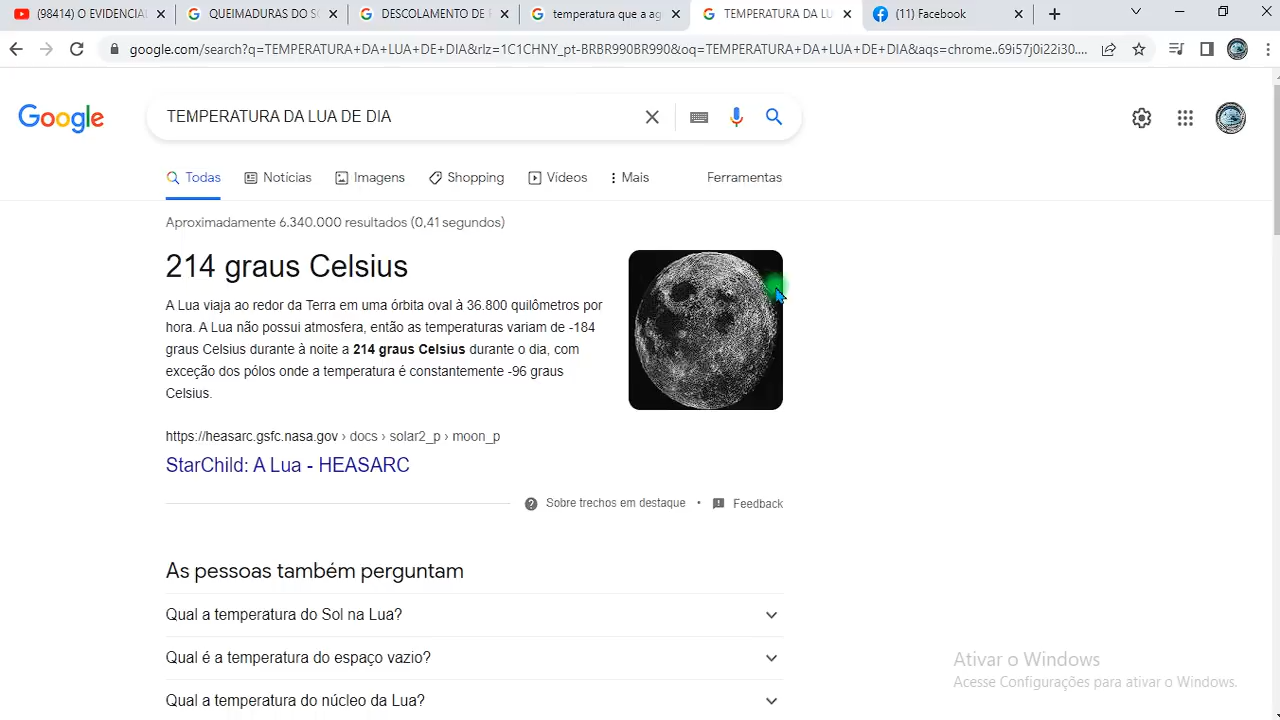 (98414) O EVIDENCIAL
QUEIMADURAS DO SO
DESCOLAMENTO DE
temperatura que a ag
TEMPERATURA DA LU
(11) Facebook
google.com/search?q=TEMPERATURA+DA+LUA+DE+DIA&rlz=1C1CHNY_pt-BRBR990BR990&oq=TEMPERATURA+DA+LUA+DE+DIA&aqs=chrome..69i57j0i22i30....
Google
TEMPERATURA DA LUA DE DIA
Todas Notícias Imagens Shopping Vídeos Mais Ferramentas
Aproximadamente 6.340.000 resultados (0,41 segundos)
214 graus Celsius
A Lua viaja ao redor da Terra em uma órbita oval à 36.800 quilômetros por
hora. A Lua não possui atmosfera, então as temperaturas variam de -184
graus Celsius durante à noite a 214 graus Celsius durante o dia, com
exceção dos pólos onde a temperatura é constantemente -96 graus
Celsius.
https://heasarc.gsfc.nasa.gov › docs › solar2_p › moon_p
StarChild: A Lua - HEASARC
Sobre trechos em destaque • Feedback
As pessoas também perguntam
Qual a temperatura do Sol na Lua?
Qual é a temperatura do espaço vazio?
Qual a temperatura do núcleo da Lua?
Ativar o Windows
Acesse Configurações para ativar o Windows.